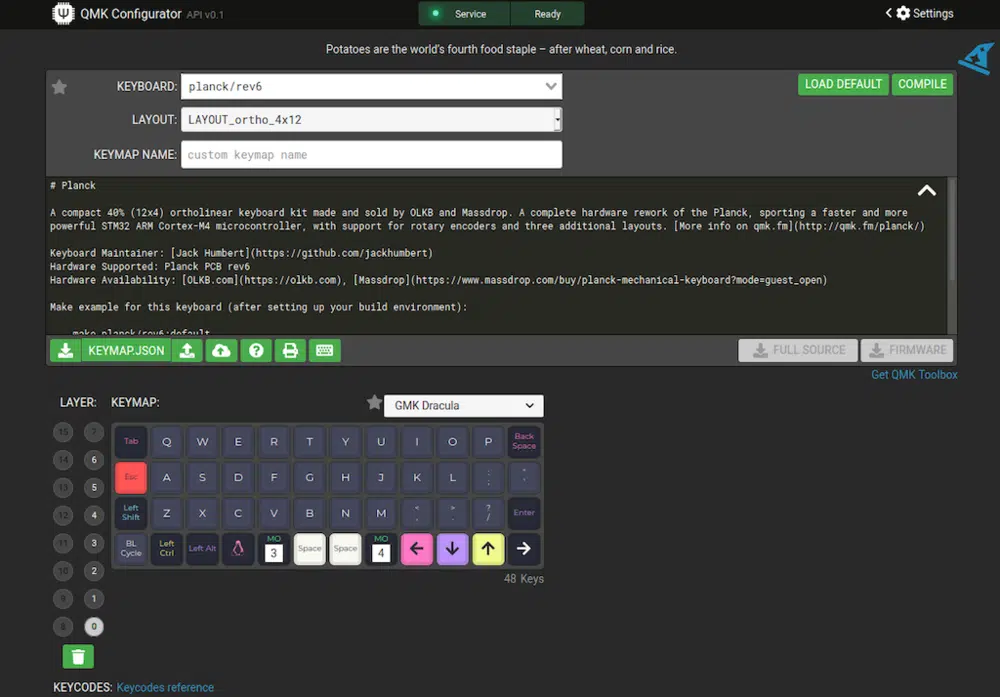 QMK Configurator API v0.1
Service
Ready
Settings
Potatoes are the world's fourth food staple – after wheat, corn and rice.
KEYBOARD: planck/rev6
LOAD DEFAULT
COMPILE
LAYOUT: LAYOUT_ortho_4x12
KEYMAP NAME: custom keymap name
# Planck
A compact 40% (12x4) ortholinear keyboard kit made and sold by OLKB and Massdrop. A complete hardware rework of the Planck, sporting a faster and more
powerful STM32 ARM Cortex-M4 microcontroller, with support for rotary encoders and three additional layouts. [More info on qmk.fm](http://qmk.fm/planck/)
Keyboard Maintainer: [Jack Humbert](https://github.com/jackhumbert)
Hardware Supported: Planck PCB rev6
Hardware Availability: [OLKB.com](https://olkb.com), [Massdrop](https://www.massdrop.com/buy/planck-mechanical-keyboard?mode=guest_open)
Make example for this keyboard (after setting up your build environment):
make planck/rev6:default
KEYMAP.JSON
FULL SOURCE
FIRMWARE
Get QMK Toolbox
LAYER: KEYMAP:
GMK Dracula
15 7
14 6
13 5
12 4
11 3
10 2
9 1
8 0
Tab Q W E R T Y U I O P Back Space
Esc A S D F G H J K L : ; " '
Left Shift Z X C V B N M < , > . ? / Enter
BL Cycle Left Ctrl Left Alt MO 3 Space Space MO 4
48 Keys
KEYCODES: Keycodes reference